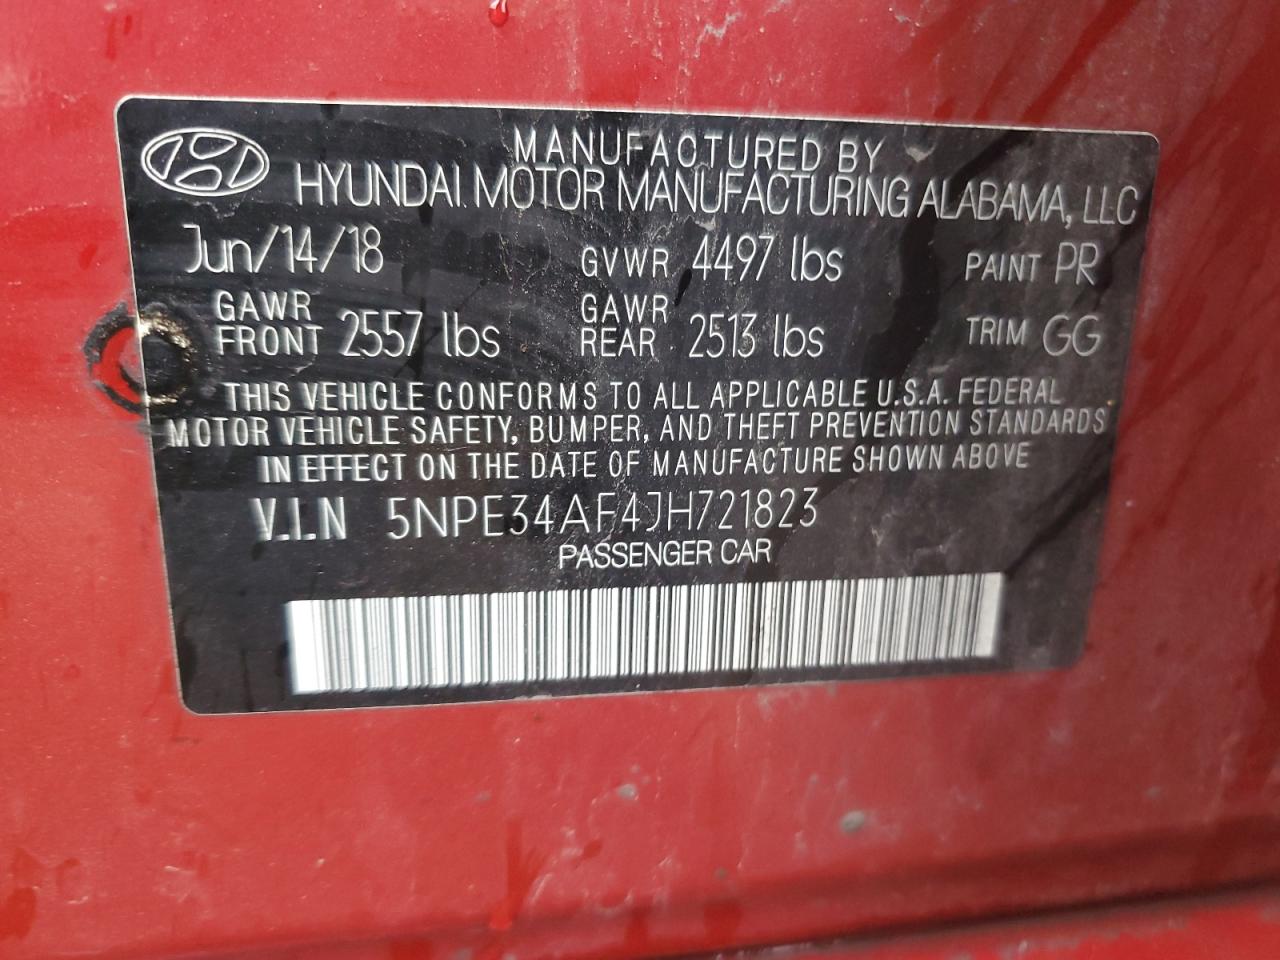 MANUFACTURED BY
HYUNDAI MOTOR MANUFACTURING ALABAMA, LLC
Jun/14/18 GVWR 4497 lbs PAINT PR
GAWR FRONT 2557 lbs GAWR REAR 2513 lbs TRIM GG
THIS VEHICLE CONFORMS TO ALL APPLICABLE U.S.A. FEDERAL
MOTOR VEHICLE SAFETY, BUMPER, AND THEFT PREVENTION STANDARDS
IN EFFECT ON THE DATE OF MANUFACTURE SHOWN ABOVE
V.I.N 5NPE34AF4JH721823
PASSENGER CAR